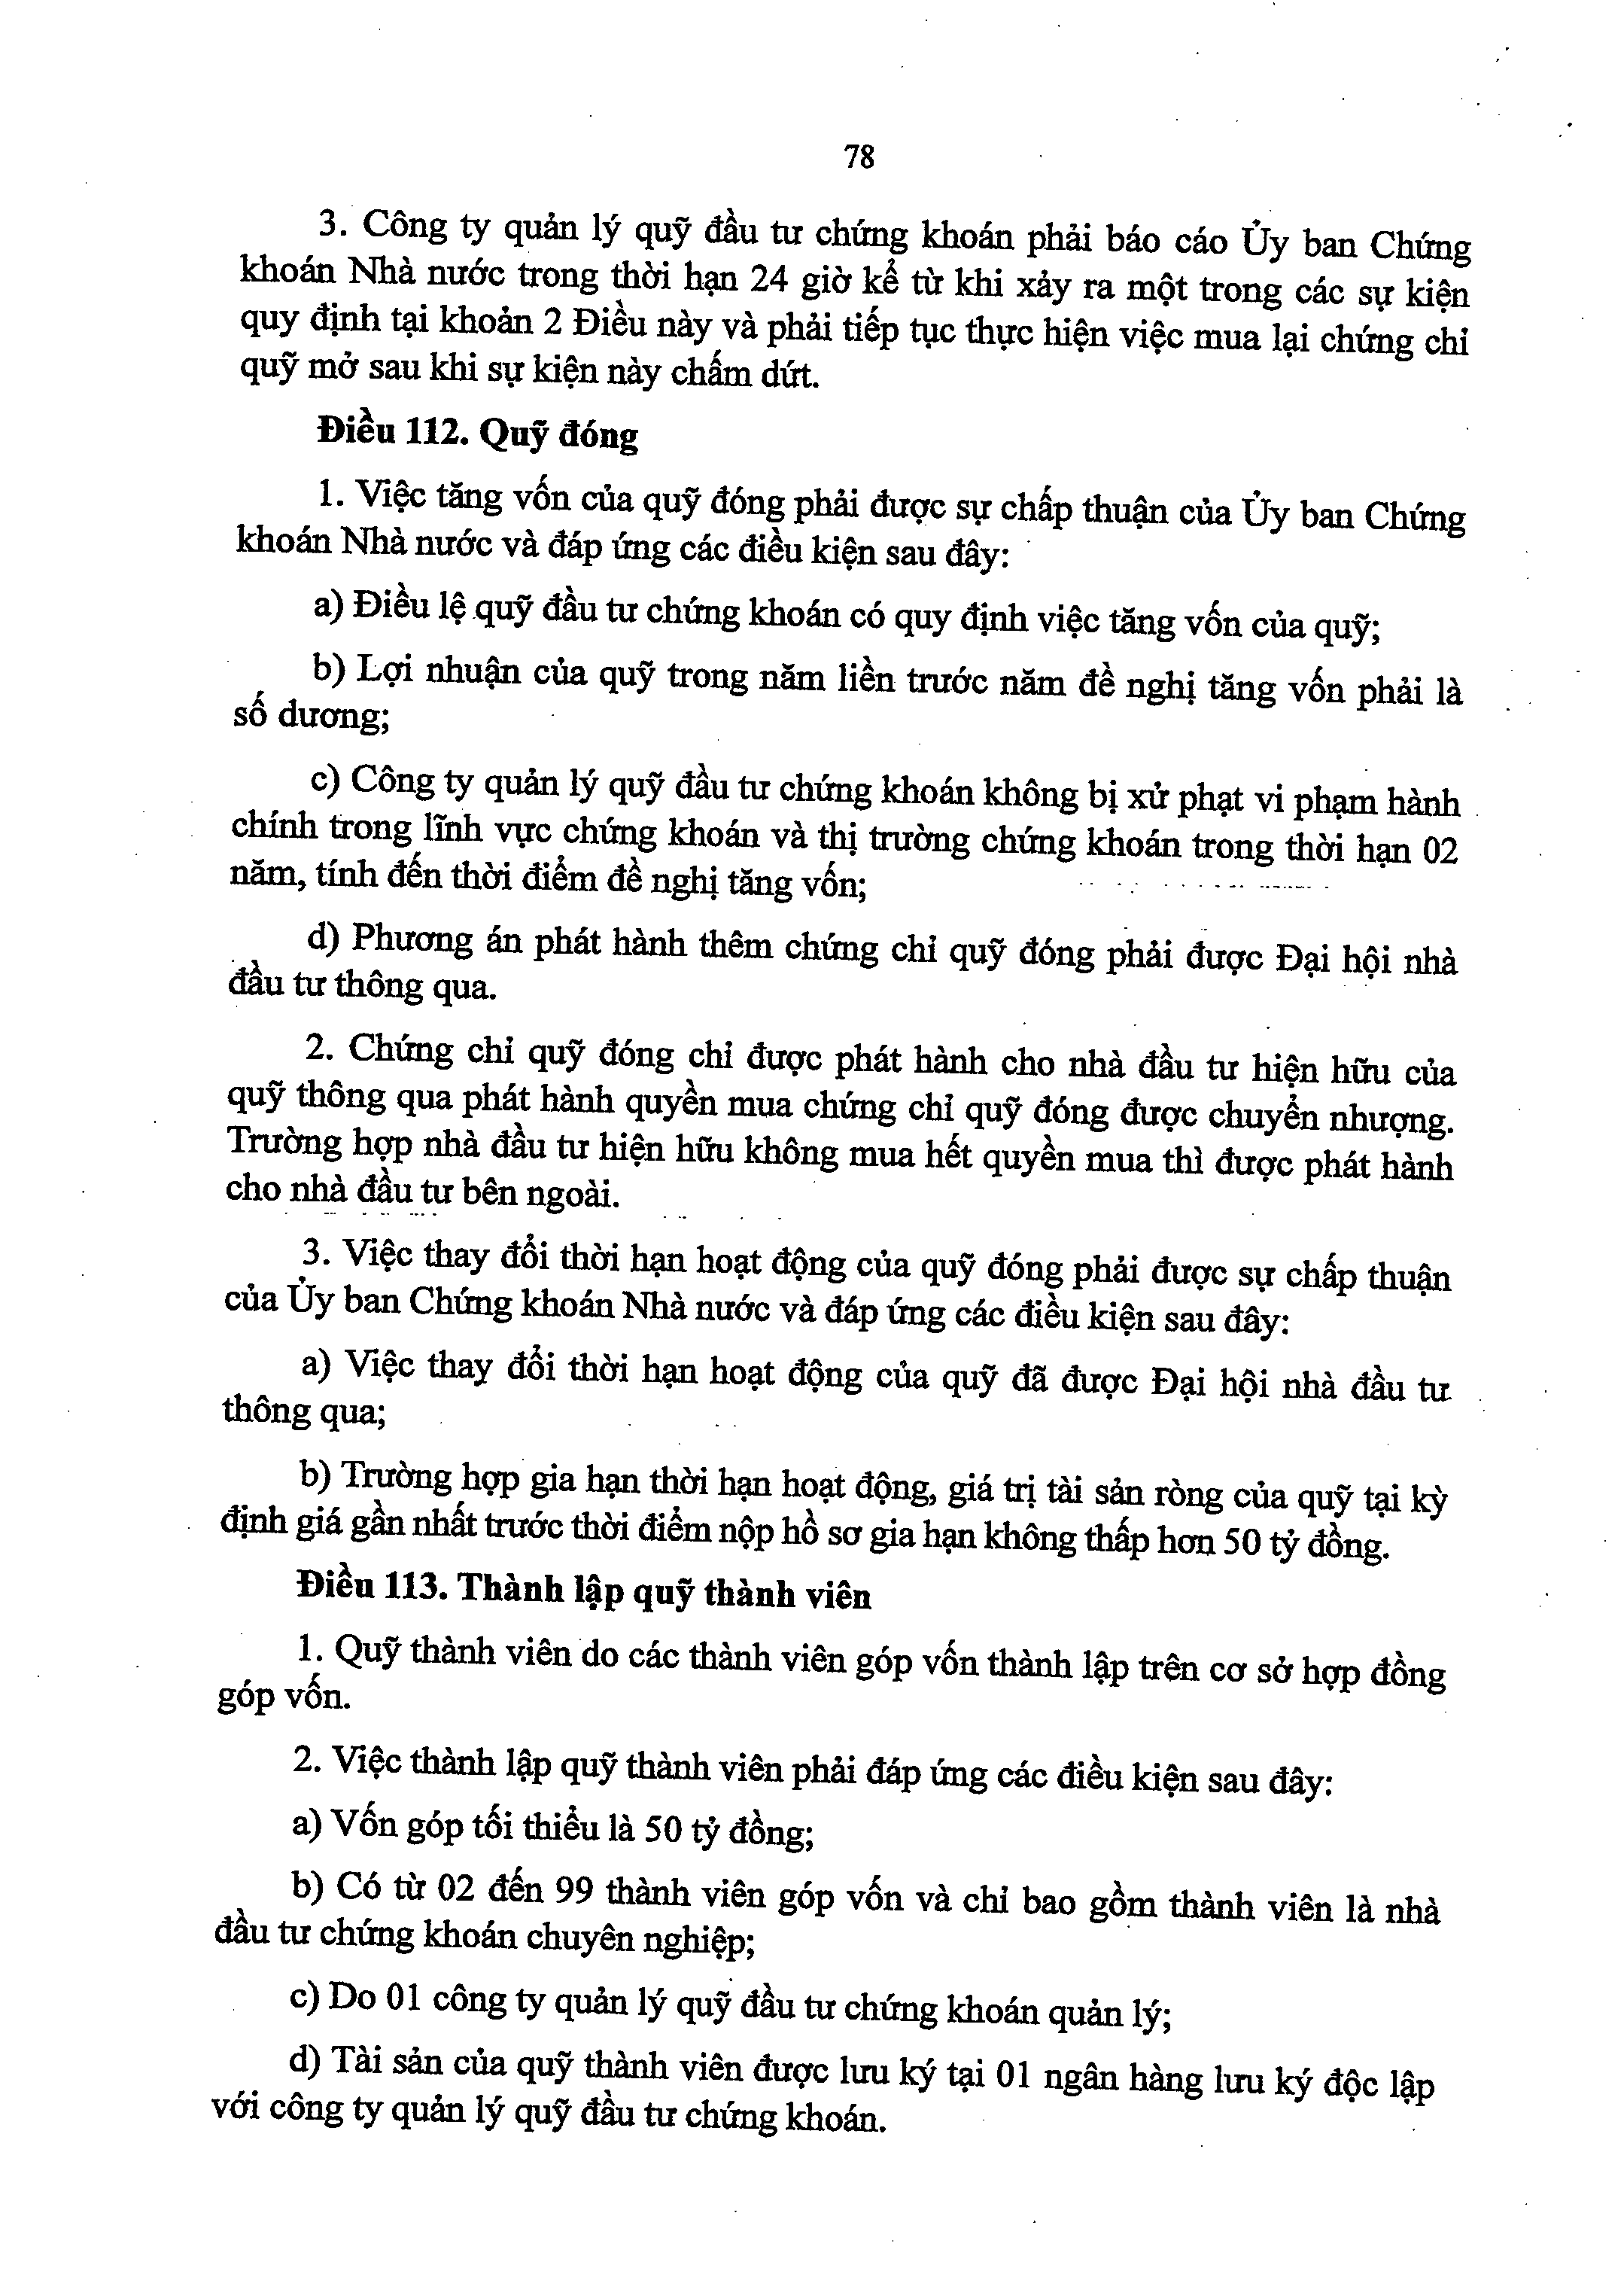 78
3. Công ty quản lý quỹ đầu tư chứng khoán phải báo cáo Ủy ban Chứng
khoán Nhà nước trong thời hạn 24 giờ kể từ khi xảy ra một trong các sự kiện
quy định tại khoản 2 Điều này và phải tiếp tục thực hiện việc mua lại chứng chỉ
quỹ mở sau khi sự kiện này chấm dứt.
Điều 112. Quỹ đóng
1. Việc tăng vốn của quỹ đóng phải được sự chấp thuận của Ủy ban Chứng
khoán Nhà nước và đáp ứng các điều kiện sau đây:
a) Điều lệ quỹ đầu tư chứng khoán có quy định việc tăng vốn của quỹ;
b) Lợi nhuận của quỹ trong năm liền trước năm đề nghị tăng vốn phải là
số dương;
c) Công ty quản lý quỹ đầu tư chứng khoán không bị xử phạt vi phạm hành
chính trong lĩnh vực chứng khoán và thị trường chứng khoán trong thời hạn 02
năm, tính đến thời điểm đề nghị tăng vốn;
d) Phương án phát hành thêm chứng chỉ quỹ đóng phải được Đại hội nhà
đầu tư thông qua.
2. Chứng chỉ quỹ đóng chỉ được phát hành cho nhà đầu tư hiện hữu của
quỹ thông qua phát hành quyền mua chứng chỉ quỹ đóng được chuyển nhượng.
Trường hợp nhà đầu tư hiện hữu không mua hết quyền mua thì được phát hành
cho nhà đầu tư bên ngoài.
3. Việc thay đổi thời hạn hoạt động của quỹ đóng phải được sự chấp thuận
của Ủy ban Chứng khoán Nhà nước và đáp ứng các điều kiện sau đây:
a) Việc thay đổi thời hạn hoạt động của quỹ đã được Đại hội nhà đầu tư
thông qua;
b) Trường hợp gia hạn thời hạn hoạt động, giá trị tài sản ròng của quỹ tại kỳ
định giá gần nhất trước thời điểm nộp hồ sơ gia hạn không thấp hơn 50 tỷ đồng.
Điều 113. Thành lập quỹ thành viên
1. Quỹ thành viên do các thành viên góp vốn thành lập trên cơ sở hợp đồng
góp vốn.
2. Việc thành lập quỹ thành viên phải đáp ứng các điều kiện sau đây:
a) Vốn góp tối thiểu là 50 tỷ đồng;
b) Có từ 02 đến 99 thành viên góp vốn và chỉ bao gồm thành viên là nhà
đầu tư chứng khoán chuyên nghiệp;
c) Do 01 công ty quản lý quỹ đầu tư chứng khoán quản lý;
d) Tài sản của quỹ thành viên được lưu ký tại 01 ngân hàng lưu ký độc lập
với công ty quản lý quỹ đầu tư chứng khoán.